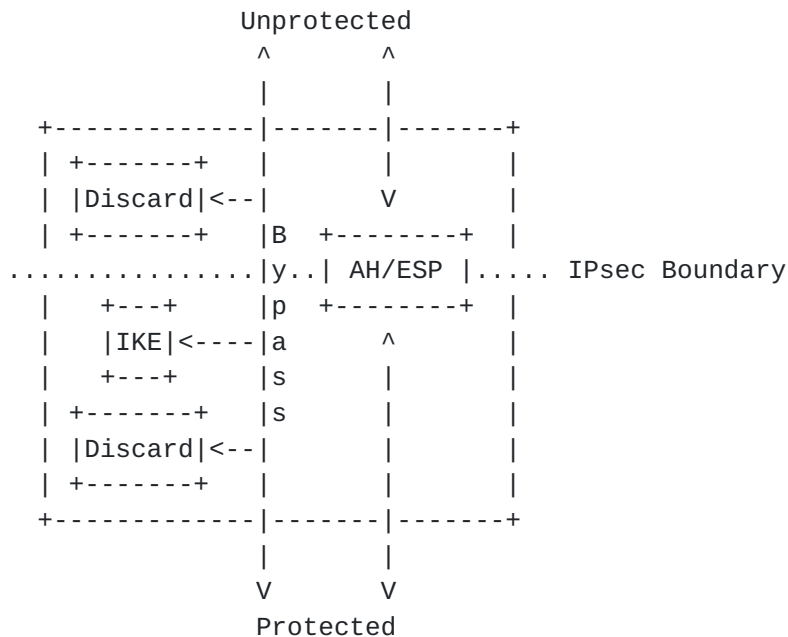 Unprotected
^       ^
|       |
+-------------|-------|-------+
| +-------+   |       |       |
| |Discard|<--|       V       |
| +-------+   |B  +--------+  |
................|y..| AH/ESP |..... IPsec Boundary
|   +---+     |p  +--------+  |
|   |IKE|<----|a      ^       |
|   +---+     |s      |       |
| +-------+   |s      |       |
| |Discard|<--|       |       |
| +-------+   |       |       |
+-------------|-------|-------+
|       |
V       V
Protected